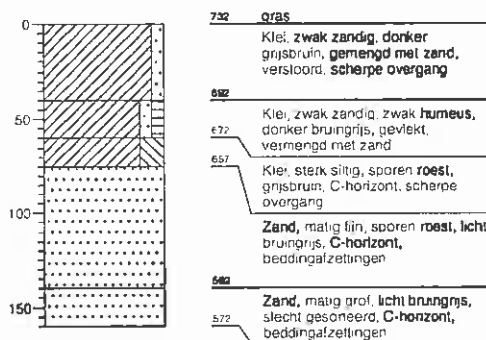 732 gras
0
Klei, zwak zandig, donker
grijsbruin, gemengd met zand,
verstoord, scherpe overgang
692
50
Klei, zwak zandig, zwak humeus,
donker bruingrijs, gevlekt,
vermengd met zand
672
657
Klei, sterk siltig, sporen roest,
grijsbruin, C-horizont, scherpe
overgang
100
Zand, matig fijn, sporen roest, licht
bruingrijs, C-horizont,
beddingafzettingen
592
150
Zand, matig grof, licht bruingrijs,
slecht gesorteerd, C-horizont,
beddingafzettingen
572